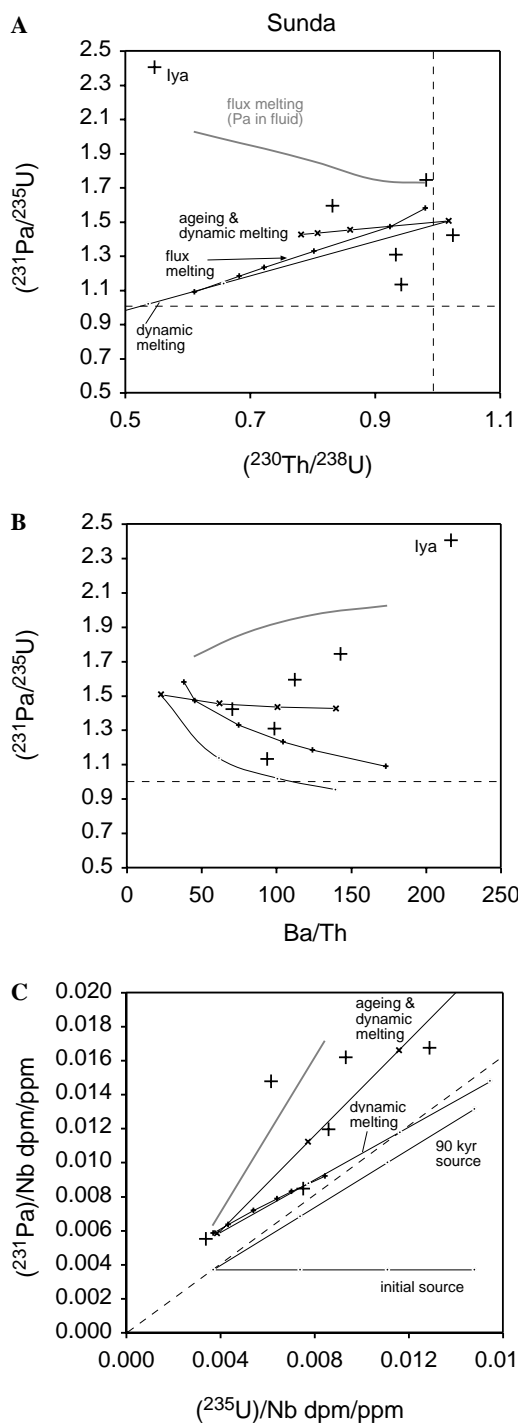 A
Sunda
2.5
2.3
2.1
1.9
1.7
1.5
1.3
1.1
0.9
0.7
0.5
(²³¹Pa/²³⁵U)
Iya
flux melting
(Pa in fluid)
ageing &
dynamic melting
flux
melting
dynamic
melting
0.5 0.7 0.9 1.1
(²³⁰Th/²³⁸U)
B
2.5
2.3
2.1
1.9
1.7
1.5
1.3
1.1
0.9
0.7
0.5
(²³¹Pa/²³⁵U)
Iya
0 50 100 150 200 250
Ba/Th
C
0.020
0.018
0.016
0.014
0.012
0.010
0.008
0.006
0.004
0.002
0.000
(²³¹Pa)/Nb dpm/ppm
ageing &
dynamic
melting
dynamic
melting
90 kyr
source
initial source
0.000 0.004 0.008 0.012 0.01
(²³⁵U)/Nb dpm/ppm